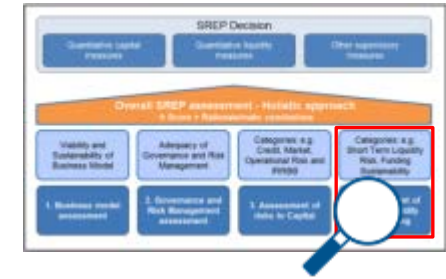 SREP Decision
Quantitative capital
measures
Quantitative liquidity
measures
Other supervisory
measures
Overall SREP assessment - Holistic approach
Viability and
Sustainability of
Business Model
Adequacy of
Governance and Risk
Management
Categories: e.g.
Credit, Market,
Operational Risk and
IRRBB
Categories: e.g.
Short Term Liquidity
Risk, Funding
Sustainability
1. Business model
assessment
2. Governance and
Risk Management
assessment
3. Assessment of
risks to Capital